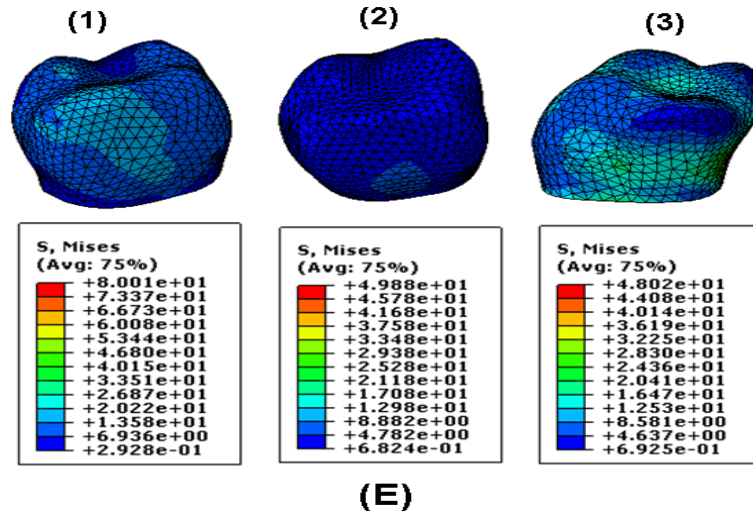 (1) (2) (3)
S, Mises
(Avg: 75%)
+8.001e+01
+7.337e+01
+6.673e+01
+6.008e+01
+5.344e+01
+4.680e+01
+4.015e+01
+3.351e+01
+2.687e+01
+2.022e+01
+1.358e+01
+6.936e+00
+2.928e-01
S, Mises
(Avg: 75%)
+4.988e+01
+4.578e+01
+4.168e+01
+3.758e+01
+3.348e+01
+2.938e+01
+2.528e+01
+2.118e+01
+1.708e+01
+1.298e+01
+8.882e+00
+4.782e+00
+6.824e-01
S, Mises
(Avg: 75%)
+4.802e+01
+4.408e+01
+4.014e+01
+3.619e+01
+3.225e+01
+2.830e+01
+2.436e+01
+2.041e+01
+1.647e+01
+1.253e+01
+8.581e+00
+4.637e+00
+6.925e-01
(E)